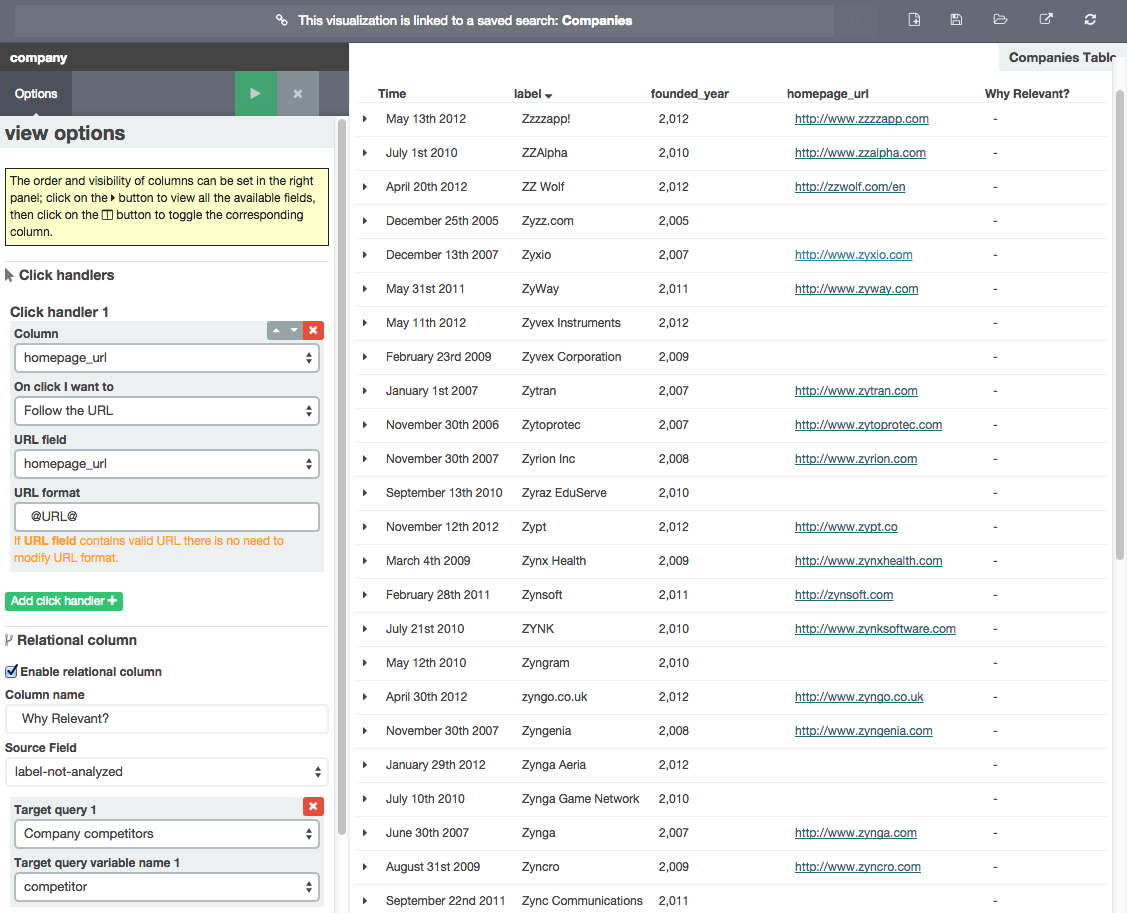 This visualization is linked to a saved search: Companies
company
Options
view options
The order and visibility of columns can be set in the right
panel; click on the button to view all the available fields,
then click on the button to toggle the corresponding
column.
Click handlers
Click handler 1
Column
homepage_url
On click I want to
Follow the URL
URL field
homepage_url
URL format
@URL@
If URL field contains valid URL there is no need to
modify URL format.
Add click handler
Relational column
Enable relational column
Column name
Why Relevant?
Source Field
label-not-analyzed
Target query 1
Company competitors
Target query variable name 1
competitor
Companies Table
Time label founded_year homepage_url Why Relevant?
May 13th 2012 Zzzzapp! 2,012 http://www.zzzzapp.com -
July 1st 2010 ZZAlpha 2,010 http://www.zzalpha.com -
April 20th 2012 ZZ Wolf 2,012 http://zzwolf.com/en -
December 25th 2005 Zyzz.com 2,005 -
December 13th 2007 Zyxio 2,007 http://www.zyxio.com -
May 31st 2011 ZyWay 2,011 http://www.zyway.com -
May 11th 2012 Zyvex Instruments 2,012 -
February 23rd 2009 Zyvex Corporation 2,009 -
January 1st 2007 Zytran 2,007 http://www.zytran.com -
November 30th 2006 Zytoprotec 2,007 http://www.zytoprotec.com -
November 30th 2007 Zyrion Inc 2,008 http://www.zyrion.com -
September 13th 2010 Zyraz EduServe 2,010 -
November 12th 2012 Zypt 2,012 http://www.zypt.co -
March 4th 2009 Zynx Health 2,009 http://www.zynxhealth.com -
February 28th 2011 Zynsoft 2,011 http://zynsoft.com -
July 21st 2010 ZYNK 2,010 http://www.zynksoftware.com -
May 12th 2010 Zyngram 2,010 -
April 30th 2012 zyngo.co.uk 2,012 http://www.zyngo.co.uk -
November 30th 2007 Zyngenia 2,008 http://www.zyngenia.com -
January 29th 2012 Zynga Aeria 2,012 -
July 10th 2010 Zynga Game Network 2,010 -
June 30th 2007 Zynga 2,007 http://www.zynga.com -
August 31st 2009 Zyncro 2,009 http://www.zyncro.com -
September 22nd 2011 Zync Communications 2,011 -